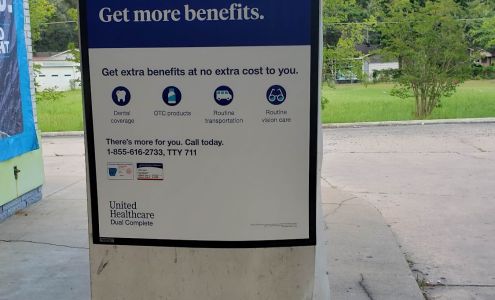 Get more benefits.
Get extra benefits at no extra cost to you.
Dental coverage
OTC products
Routine transportation
Routine vision care
There's more for you. Call today.
1-855-616-2733, TTY 711
United
Healthcare
Dual Complete